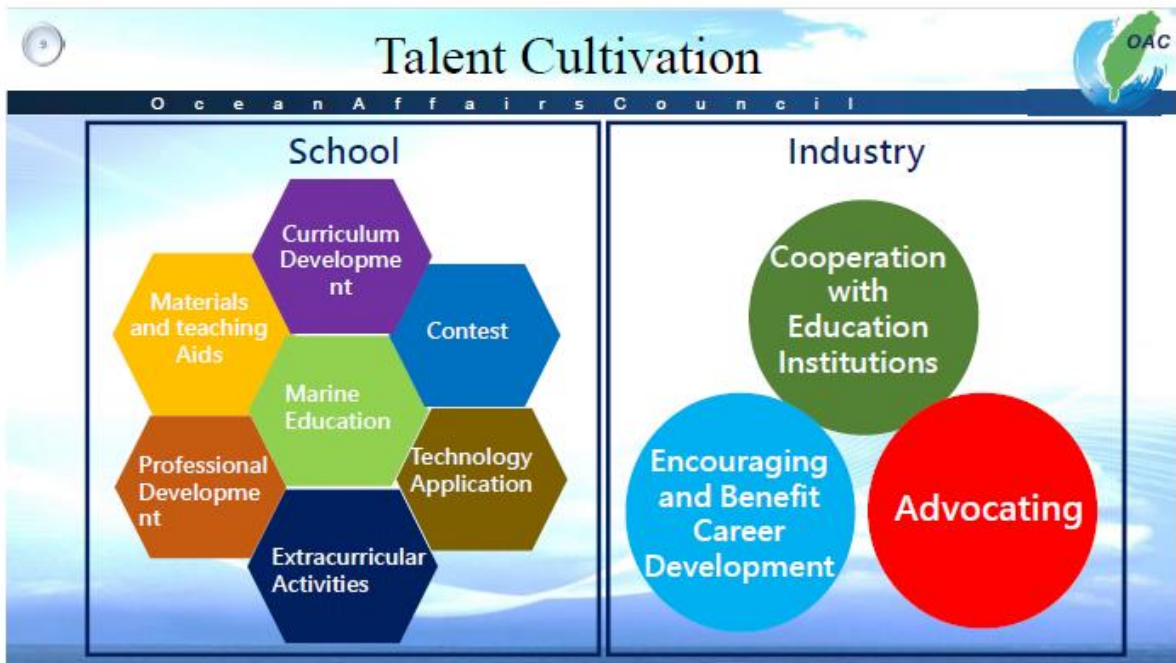 9
Talent Cultivation
OAC
O c e a n A f f a i r s C o u n c i l
School
Curriculum
Developme
nt
Materials
and teaching
Aids
Contest
Marine
Education
Professional
Developme
nt
Technology
Application
Extracurricular
Activities
Industry
Cooperation
with
Education
Institutions
Encouraging
and Benefit
Career
Development
Advocating